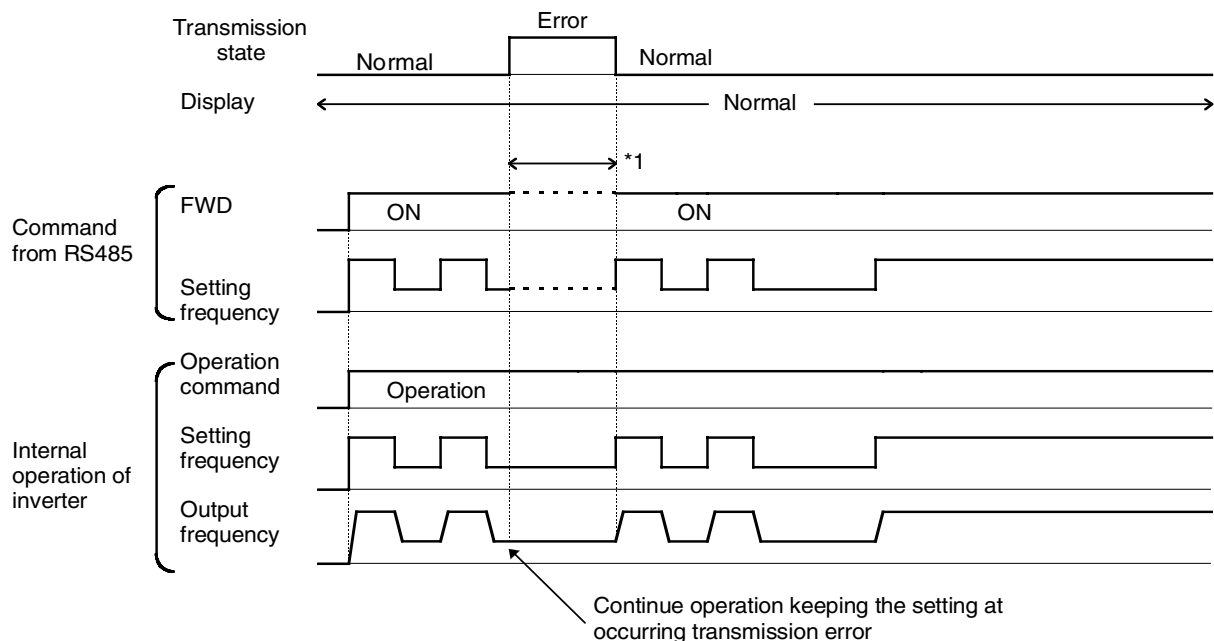 Transmission
state
Error
Normal
Normal
Display
Normal
*1
Command
from RS485
FWD
ON
ON
Setting
frequency
Internal
operation of
inverter
Operation
command
Operation
Setting
frequency
Output
frequency
Continue operation keeping the setting at
occurring transmission error